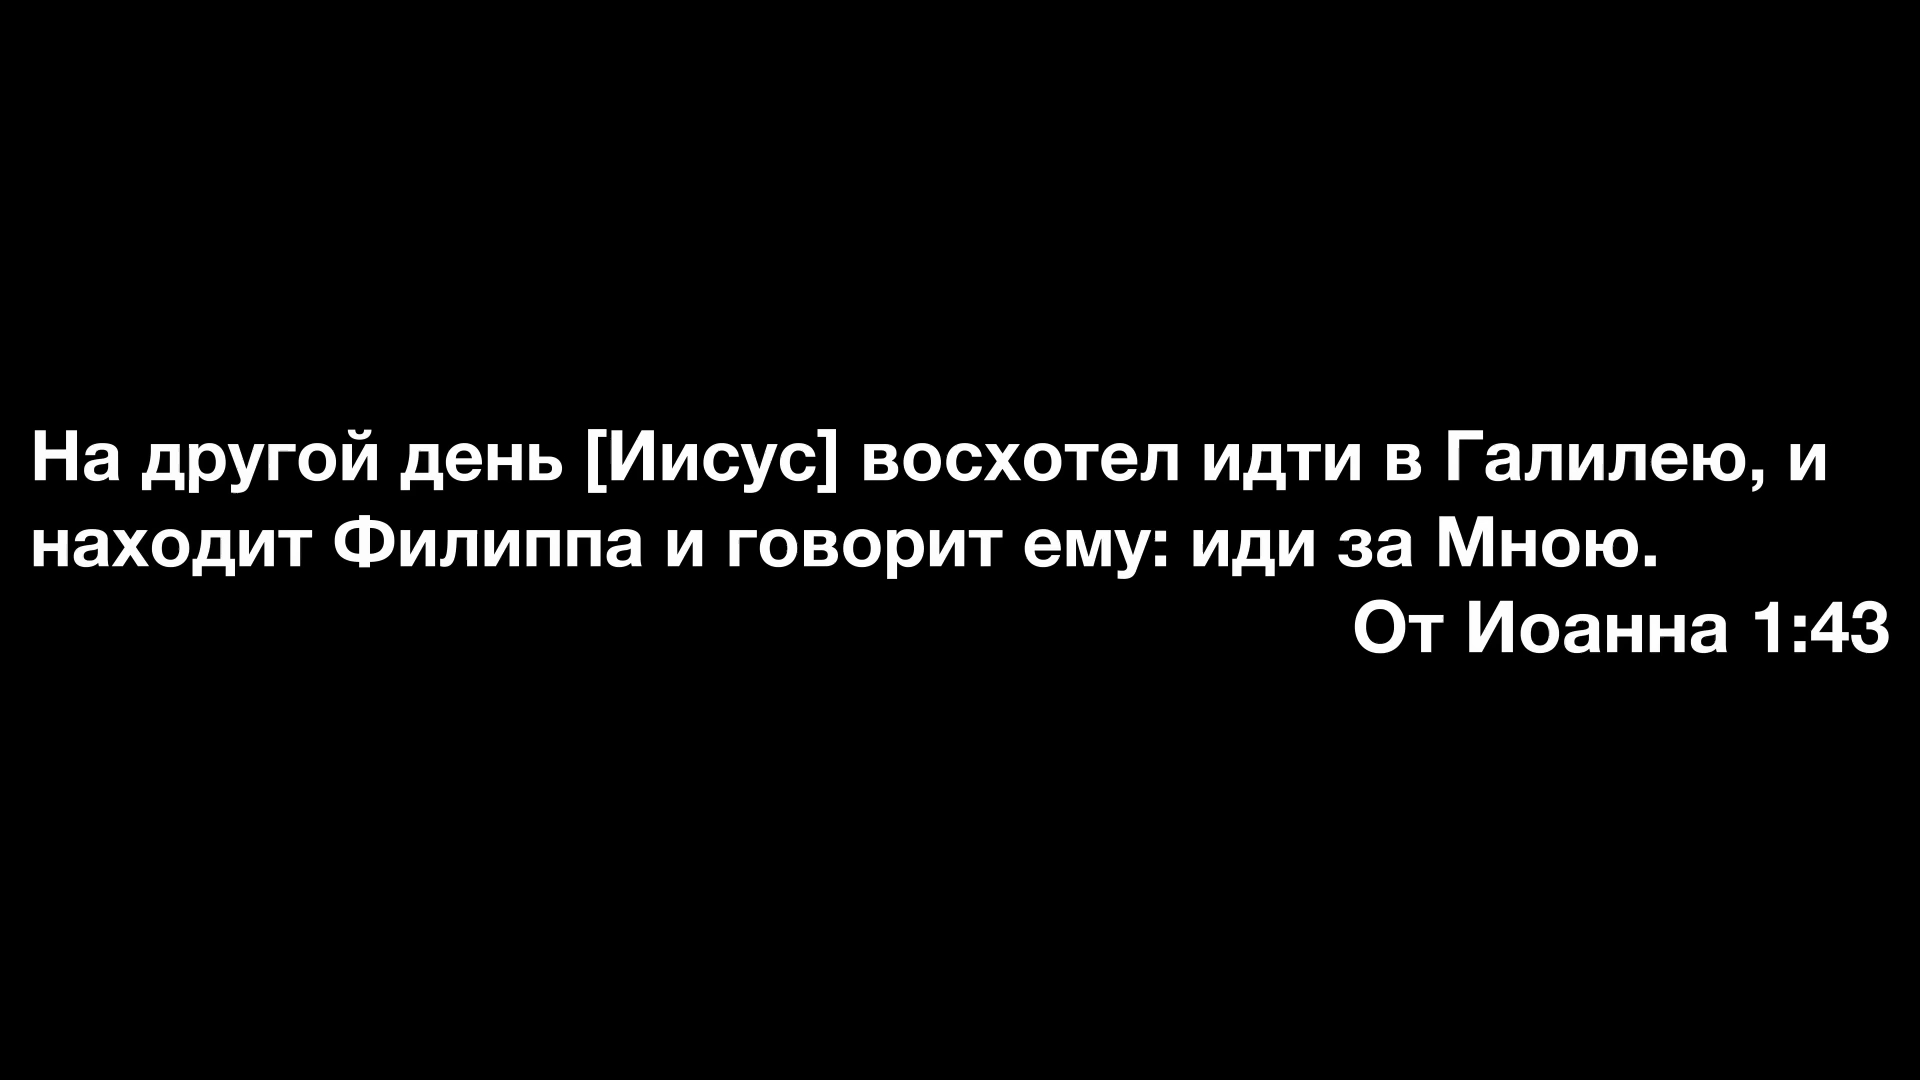 На другой день [Иисус] восхотел идти в Галилею, и
находит Филиппа и говорит ему: иди за Мною.
От Иоанна 1:43